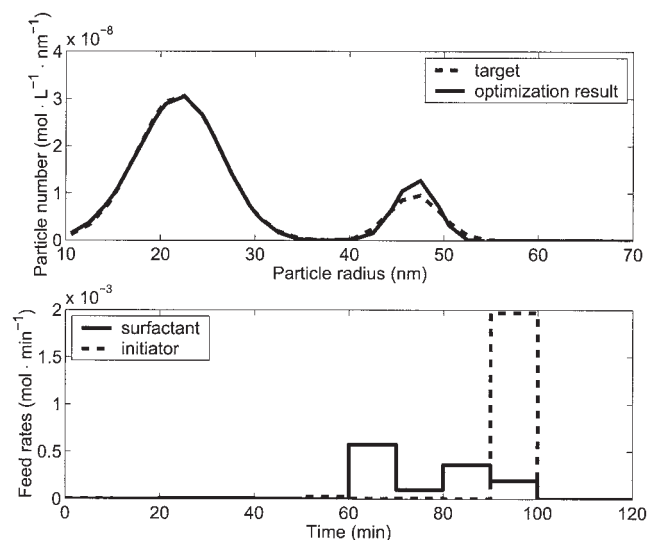 4 × 10⁻⁸
3
1
1
0
Particle number (mol · L⁻¹ · nm⁻¹)
target
optimization result
10 20 30 40 50 60 70
Particle radius (nm)
2 × 10⁻³
1.5
1
0.5
0
Feed rates (mol · min⁻¹)
surfactant
initiator
0 20 40 60 80 100 120
Time (min)